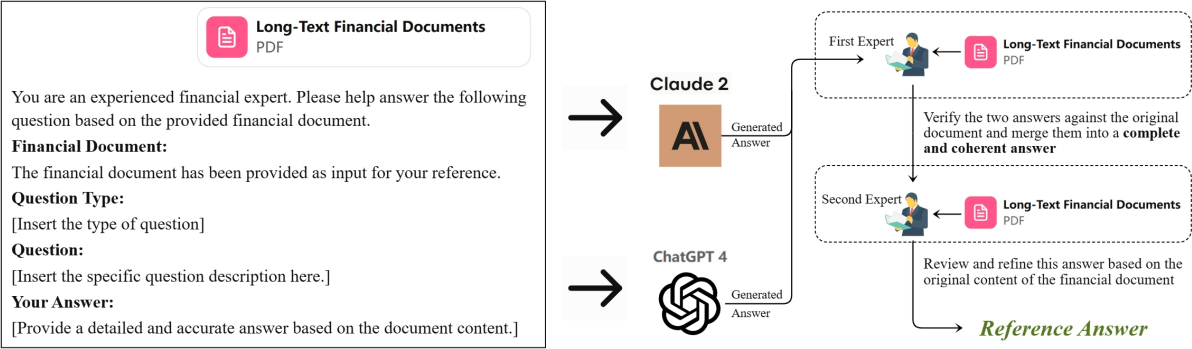 Long-Text Financial Documents
PDF
You are an experienced financial expert. Please help answer the following
question based on the provided financial document.
Financial Document:
The financial document has been provided as input for your reference.
Question Type:
[Insert the type of question]
Question:
[Insert the specific question description here.]
Your Answer:
[Provide a detailed and accurate answer based on the document content.]
Claude 2
Generated
Answer
ChatGPT 4
Generated
Answer
First Expert
Long-Text Financial Documents
PDF
Verify the two answers against the original
document and merge them into a complete
and coherent answer
Second Expert
Long-Text Financial Documents
PDF
Review and refine this answer based on the
original content of the financial document
Reference Answer